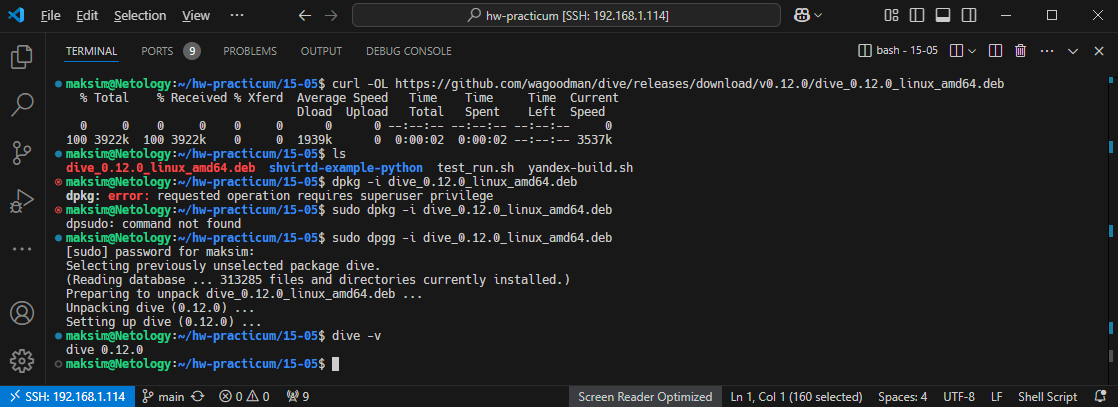 File Edit Selection View ... hw-practicum [SSH: 192.168.1.114]
TERMINAL PORTS 9 PROBLEMS OUTPUT DEBUG CONSOLE bash - 15-05
maksim@Netology:~/hw-practicum/15-05$ curl -OL https://github.com/wagoodman/dive/releases/download/v0.12.0/dive_0.12.0_linux_amd64.deb
% Total % Received % Xferd Average Speed Time Time Time Current
Dload Upload Total Spent Left Speed
0 0 0 0 0 0 0 0 --:--:-- --:--:-- --:--:-- 0
100 3922k 100 3922k 0 0 1939k 0 0:00:02 0:00:02 --:--:-- 3537k
maksim@Netology:~/hw-practicum/15-05$ ls
dive_0.12.0_linux_amd64.deb shvirtd-example-python test_run.sh yandex-build.sh
maksim@Netology:~/hw-practicum/15-05$ dpkg -i dive_0.12.0_linux_amd64.deb
dpkg: error: requested operation requires superuser privilege
maksim@Netology:~/hw-practicum/15-05$ sudo dpkg -i dive_0.12.0_linux_amd64.deb
dpsudo: command not found
maksim@Netology:~/hw-practicum/15-05$ sudo dpgg -i dive_0.12.0_linux_amd64.deb
[sudo] password for maksim:
Selecting previously unselected package dive.
(Reading database ... 313285 files and directories currently installed.)
Preparing to unpack dive_0.12.0_linux_amd64.deb ...
Unpacking dive (0.12.0) ...
Setting up dive (0.12.0) ...
maksim@Netology:~/hw-practicum/15-05$ dive -v
dive 0.12.0
maksim@Netology:~/hw-practicum/15-05$
SSH: 192.168.1.114 main 0 0 9 Screen Reader Optimized Ln 1, Col 1 (160 selected) Spaces: 4 UTF-8 LF Shell Script